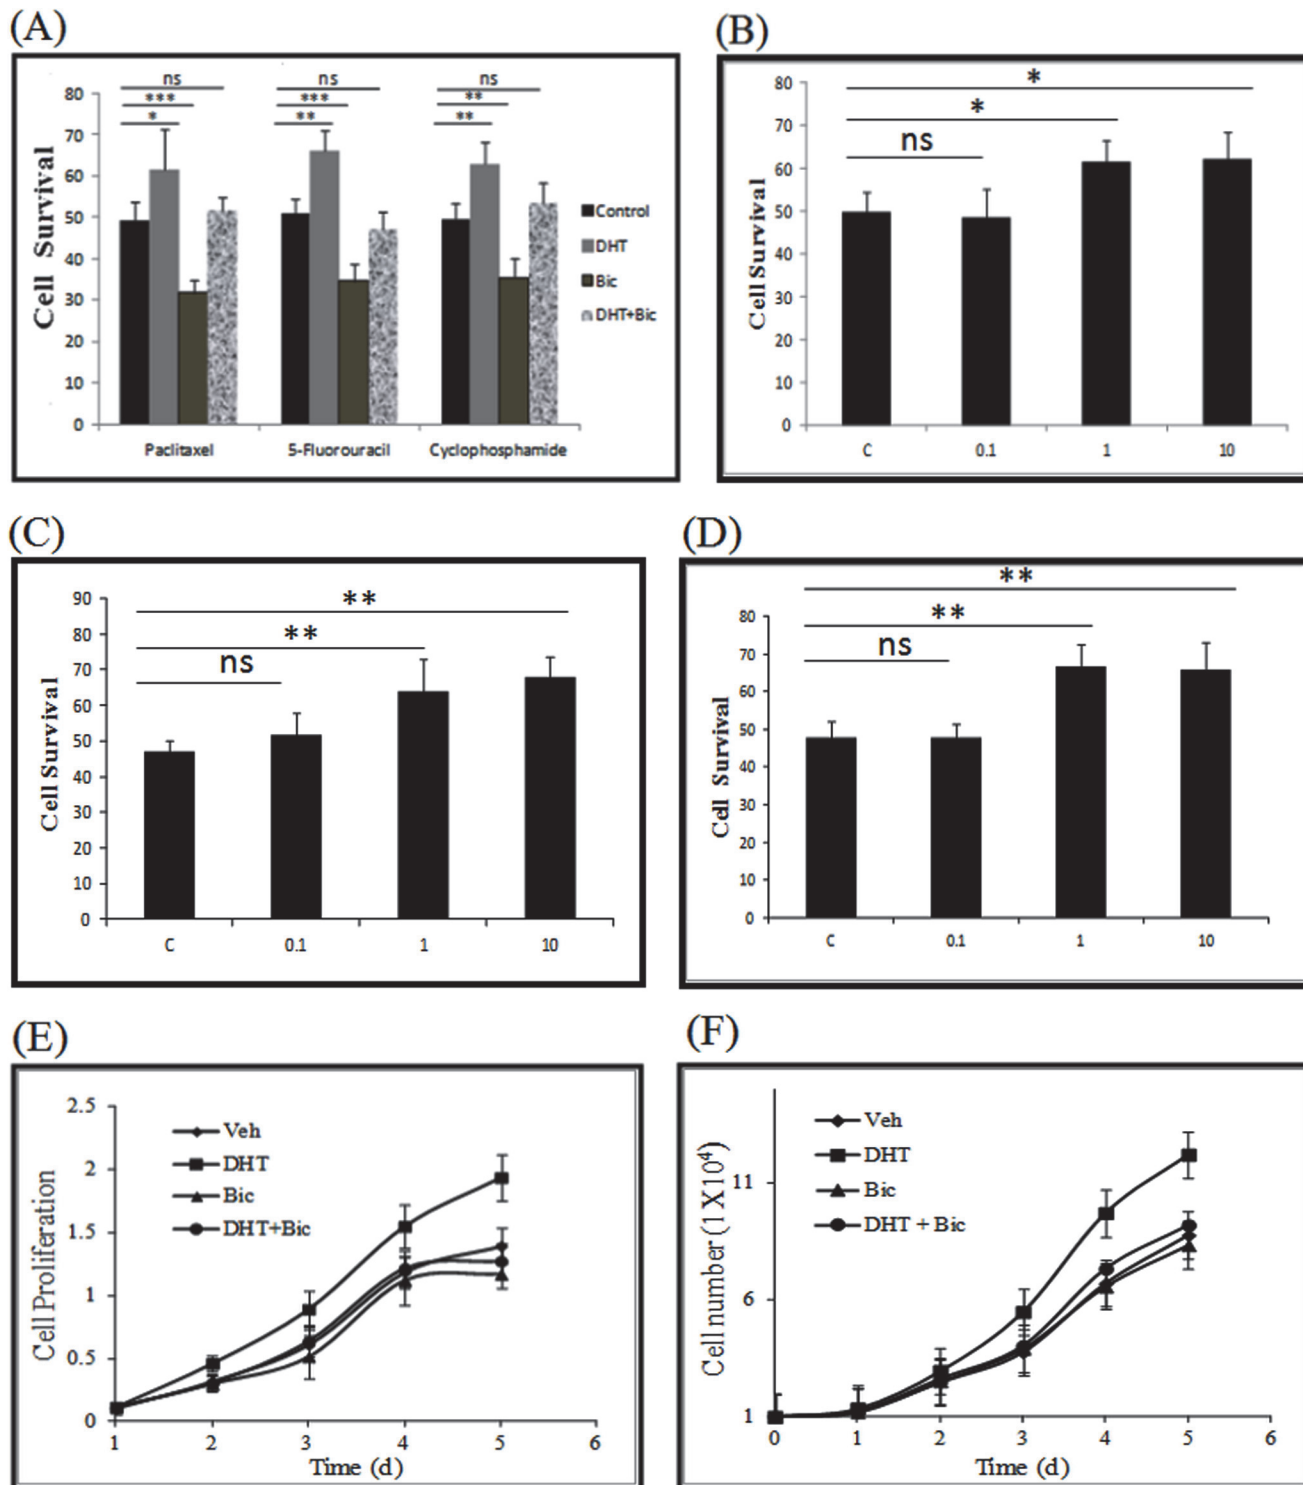 (A)
ns ns ns
*** *** **
* ** **
80
70
60
50
40
30
20
10
0
Cell Survival
Paclitaxel 5-Fluorouracil Cyclophosphamide
Control
DHT
Bic
DHT+Bic
(B)
*
*
ns
80
70
60
50
40
30
20
10
0
Cell Survival
C 0.1 1 10
(C)
**
**
ns
90
80
70
60
50
40
30
20
10
0
Cell Survival
C 0.1 1 10
(D)
**
**
ns
80
70
60
50
40
30
20
10
0
Cell Survival
C 0.1 1 10
(E)
2.5
2
1.5
1
0.5
0
Cell Proliferation
Veh
DHT
Bic
DHT+Bic
1 2 3 4 5 6
Time (d)
(F)
11
6
1
Cell number (1 X10⁴)
Veh
DHT
Bic
DHT + Bic
0 1 2 3 4 5 6
Time (d)